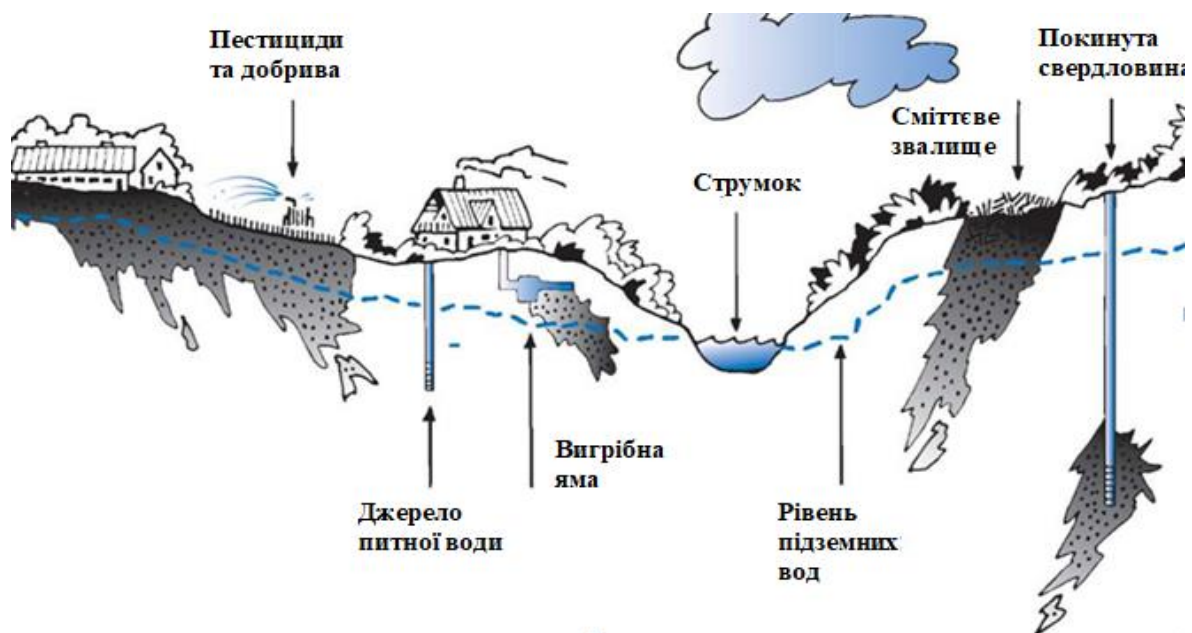 Пестициди
та добрива
Покинута
свердловина
Сміттєве
звалище
Струмок
Вигрібна
яма
Джерело
питної води
Рівень
підземних
вод